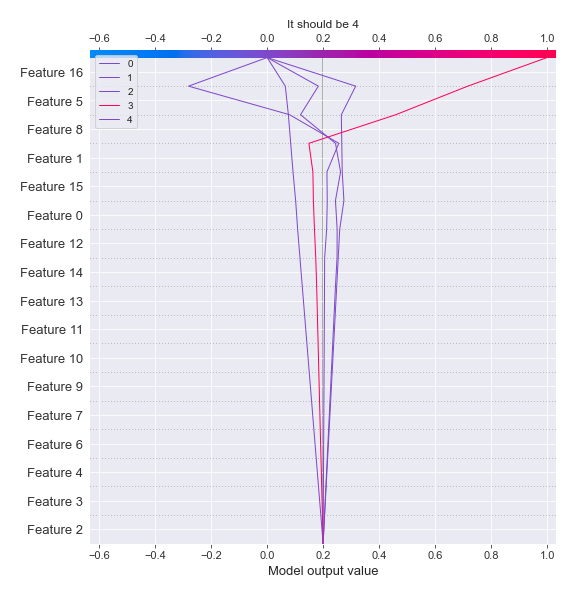 It should be 4
−0.6 −0.4 −0.2 0.0 0.2 0.4 0.6 0.8 1.0
0
1
2
3
4
Feature 16
Feature 5
Feature 8
Feature 1
Feature 15
Feature 0
Feature 12
Feature 14
Feature 13
Feature 11
Feature 10
Feature 9
Feature 7
Feature 6
Feature 4
Feature 3
Feature 2
−0.6 −0.4 −0.2 0.0 0.2 0.4 0.6 0.8 1.0
Model output value